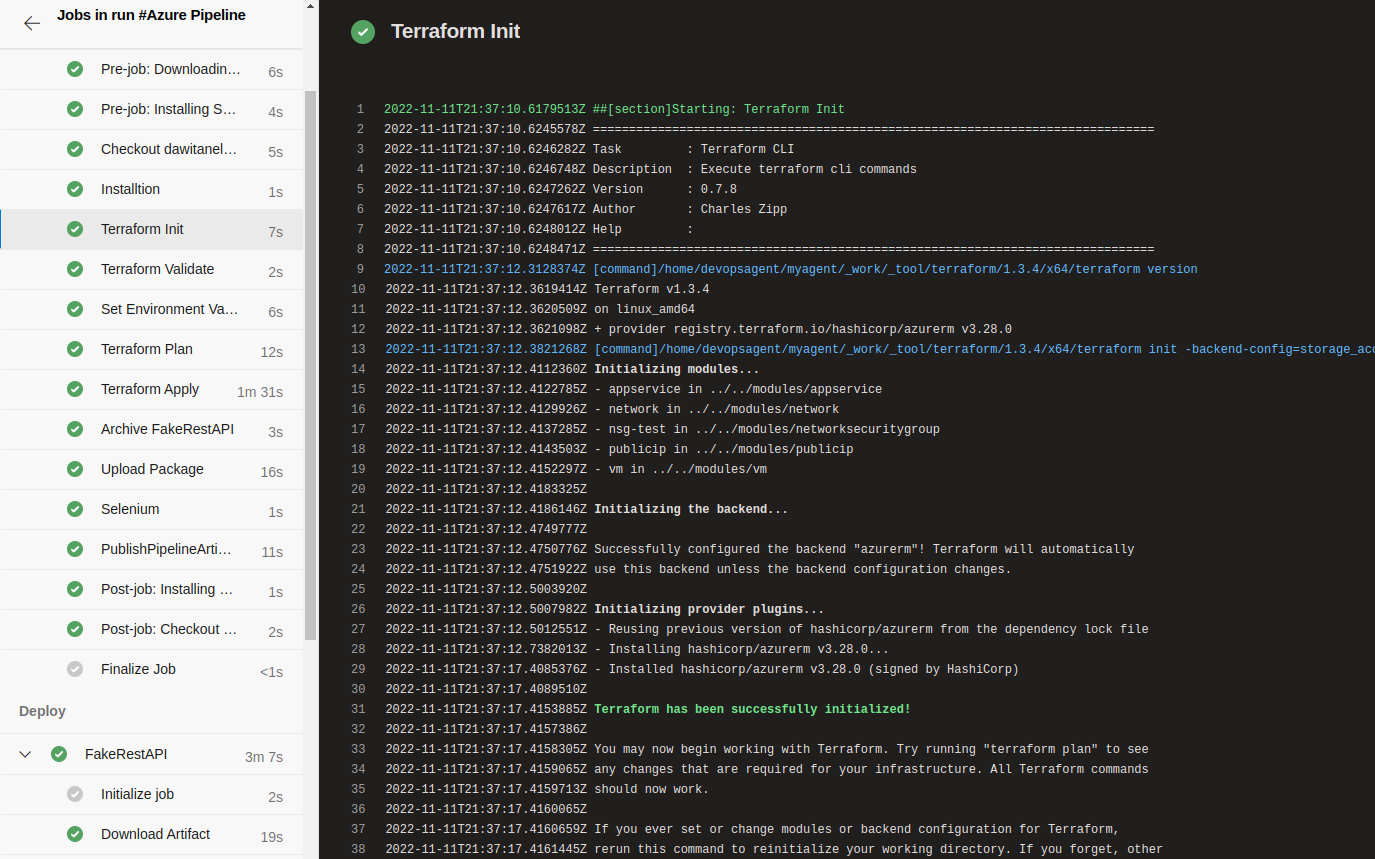 Jobs in run #Azure Pipeline
Pre-job: Downloadin… 6s
Pre-job: Installing S… 4s
Checkout dawitanel… 5s
Installtion 1s
Terraform Init 7s
Terraform Validate 2s
Set Environment Va… 6s
Terraform Plan 12s
Terraform Apply 1m 31s
Archive FakeRestAPI 3s
Upload Package 16s
Selenium 1s
PublishPipelineArti… 11s
Post-job: Installing … 1s
Post-job: Checkout … 2s
Finalize Job <1s
Deploy
FakeRestAPI 3m 7s
Initialize job 2s
Download Artifact 19s
Terraform Init
1 2022-11-11T21:37:10.6179513Z ##[section]Starting: Terraform Init
2 2022-11-11T21:37:10.6245578Z ==============================================================================
3 2022-11-11T21:37:10.6246282Z Task         : Terraform CLI
4 2022-11-11T21:37:10.6246748Z Description  : Execute terraform cli commands
5 2022-11-11T21:37:10.6247262Z Version      : 0.7.8
6 2022-11-11T21:37:10.6247617Z Author       : Charles Zipp
7 2022-11-11T21:37:10.6248012Z Help         :
8 2022-11-11T21:37:10.6248471Z ==============================================================================
9 2022-11-11T21:37:12.3128374Z [command]/home/devopsagent/myagent/_work/_tool/terraform/1.3.4/x64/terraform version
10 2022-11-11T21:37:12.3619414Z Terraform v1.3.4
11 2022-11-11T21:37:12.3620509Z on linux_amd64
12 2022-11-11T21:37:12.3621098Z + provider registry.terraform.io/hashicorp/azurerm v3.28.0
13 2022-11-11T21:37:12.3821268Z [command]/home/devopsagent/myagent/_work/_tool/terraform/1.3.4/x64/terraform init -backend-config=storage_acc
14 2022-11-11T21:37:12.4112360Z Initializing modules...
15 2022-11-11T21:37:12.4122785Z - appservice in ../../modules/appservice
16 2022-11-11T21:37:12.4129926Z - network in ../../modules/network
17 2022-11-11T21:37:12.4137285Z - nsg-test in ../../modules/networksecuritygroup
18 2022-11-11T21:37:12.4143503Z - publicip in ../../modules/publicip
19 2022-11-11T21:37:12.4152297Z - vm in ../../modules/vm
20 2022-11-11T21:37:12.4183325Z
21 2022-11-11T21:37:12.4186146Z Initializing the backend...
22 2022-11-11T21:37:12.4749777Z
23 2022-11-11T21:37:12.4750776Z Successfully configured the backend "azurerm"! Terraform will automatically
24 2022-11-11T21:37:12.4751922Z use this backend unless the backend configuration changes.
25 2022-11-11T21:37:12.5003920Z
26 2022-11-11T21:37:12.5007982Z Initializing provider plugins...
27 2022-11-11T21:37:12.5012551Z - Reusing previous version of hashicorp/azurerm from the dependency lock file
28 2022-11-11T21:37:12.7382013Z - Installing hashicorp/azurerm v3.28.0...
29 2022-11-11T21:37:17.4085376Z - Installed hashicorp/azurerm v3.28.0 (signed by HashiCorp)
30 2022-11-11T21:37:17.4089510Z
31 2022-11-11T21:37:17.4153885Z Terraform has been successfully initialized!
32 2022-11-11T21:37:17.4157386Z
33 2022-11-11T21:37:17.4158305Z You may now begin working with Terraform. Try running "terraform plan" to see
34 2022-11-11T21:37:17.4159065Z any changes that are required for your infrastructure. All Terraform commands
35 2022-11-11T21:37:17.4159713Z should now work.
36 2022-11-11T21:37:17.4160065Z
37 2022-11-11T21:37:17.4160659Z If you ever set or change modules or backend configuration for Terraform,
38 2022-11-11T21:37:17.4161445Z rerun this command to reinitialize your working directory. If you forget, other